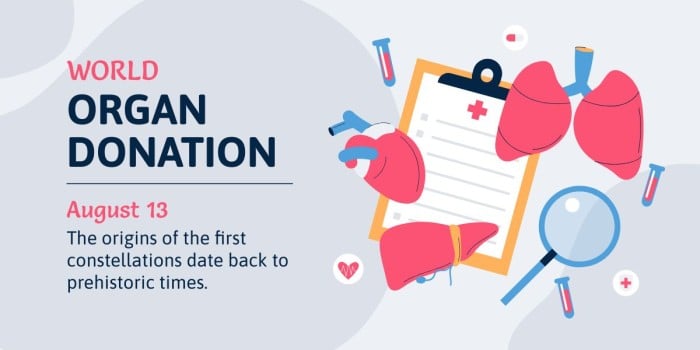 WORLD
ORGAN
DONATION
August 13
The origins of the first
constellations date back to
prehistoric times.